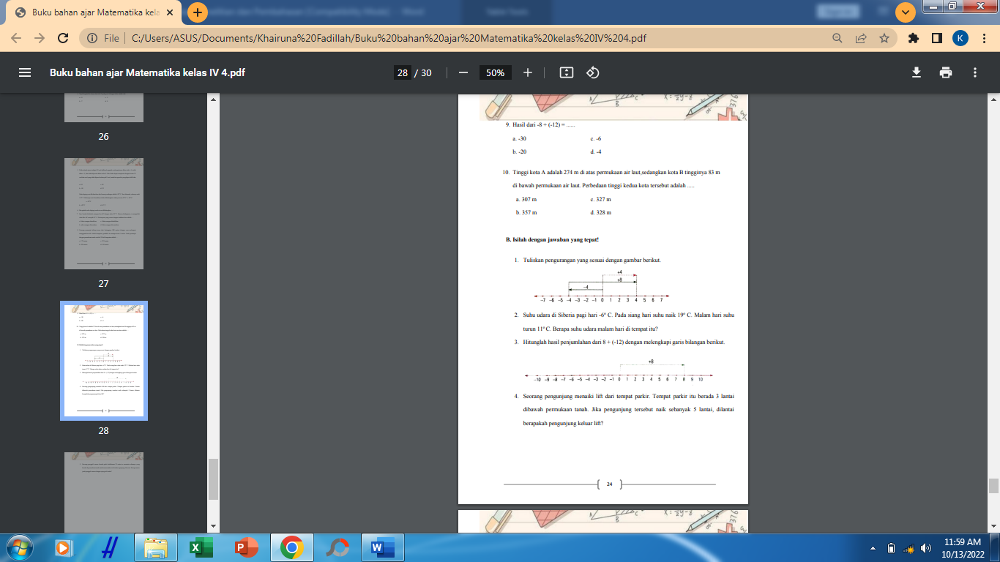 Buku bahan ajar Matematika kela
File
C:/Users/ASUS/Documents/Khairuna%20Fadillah/Buku%20bahan%20ajar%20Matematika%20kelas%20IV%204.pdf
K
Buku bahan ajar Matematika kelas IV 4.pdf
28 / 30
50%
26
27
28
9. Hasil dari -8 + (-12) = ......
a. -30 c. -6
b. -20 d. -4
10. Tinggi kota A adalah 274 m di atas permukaan air laut,sedangkan kota B tingginya 83 m
di bawah permukaan air laut. Perbedaan tinggi kedua kota tersebut adalah .....
a. 307 m c. 327 m
b. 357 m d. 328 m
B. Isilah dengan jawaban yang tepat!
1. Tuliskan pengurangan yang sesuai dengan gambar berikut.
+4
+8
−4
−7 −6 −5 −4 −3 −2 −1 0 1 2 3 4 5 6 7
2. Suhu udara di Siberia pagi hari -6º C. Pada siang hari suhu naik 19º C. Malam hari suhu
turun 11º C. Berapa suhu udara malam hari di tempat itu?
3. Hitunglah hasil penjumlahan dari 8 + (-12) dengan melengkapi garis bilangan berikut.
+8
−10 −9 −8 −7 −6 −5 −4 −3 −2 −1 0 1 2 3 4 5 6 7 8 9 10
4. Seorang pengunjung menaiki lift dari tempat parkir. Tempat parkir itu berada 3 lantai
dibawah permukaan tanah. Jika pengunjung tersebut naik sebanyak 5 lantai, dilantai
berapakah pengunjung keluar lift?
24
11:59 AM
10/13/2022